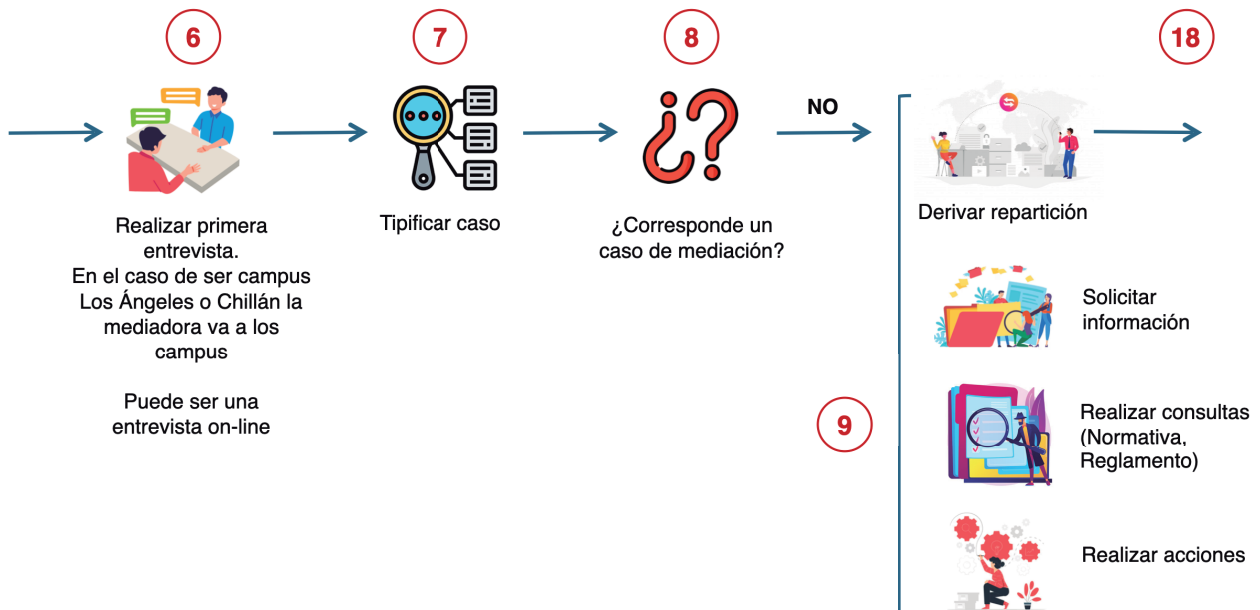 6
7
8
18
NO
Realizar primera
entrevista.
En el caso de ser campus
Los Ángeles o Chillán la
mediadora va a los
campus
Puede ser una
entrevista on-line
Tipificar caso
¿Corresponde un
caso de mediación?
¿?
9
Derivar repartición
Solicitar
información
Realizar consultas
(Normativa,
Reglamento)
Realizar acciones